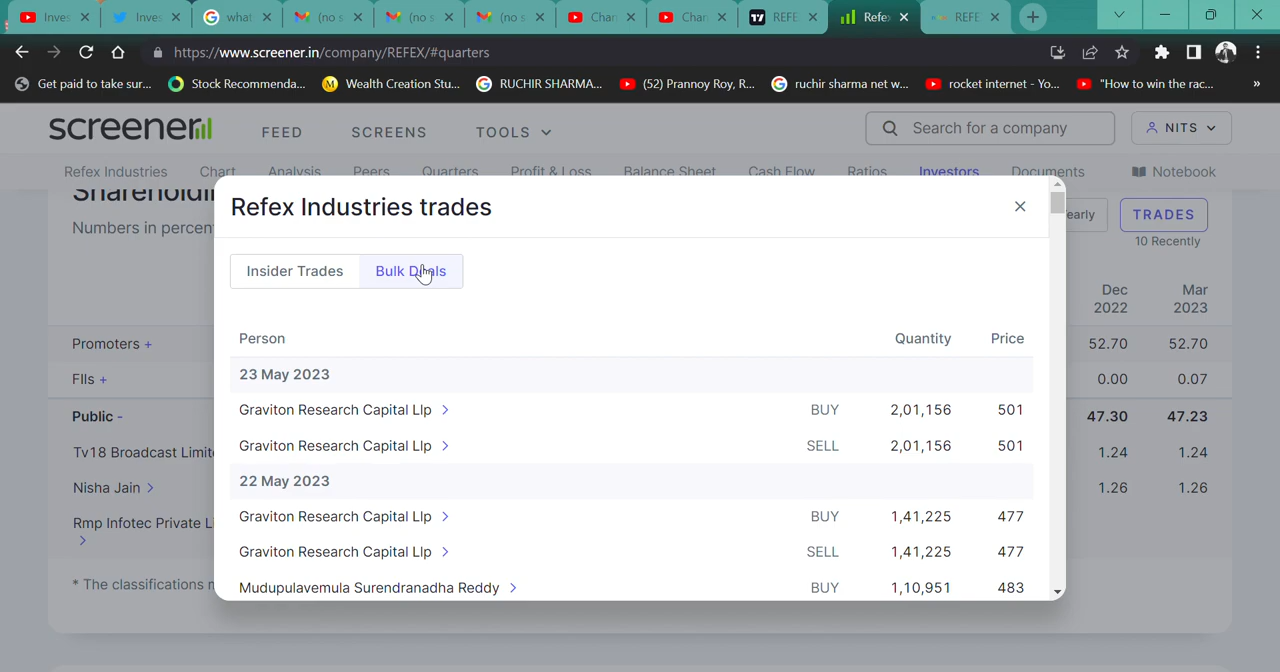 Inves
Inves
what
(no s
(no s
(no s
Char
Char
REFE
Refe
REFE
https://www.screener.in/company/REFEX/#quarters
Get paid to take sur...
Stock Recommenda...
Wealth Creation Stu...
RUCHIR SHARMA...
(52) Prannoy Roy, R...
ruchir sharma net w...
rocket internet - Yo...
"How to win the rac...
»
screener
FEED
SCREENS
TOOLS
Search for a company
NITS
Refex Industries
Chart
Analysis
Peers
Quarters
Profit & Loss
Balance Sheet
Cash Flow
Ratios
Investors
Documents
Notebook
Shareholdi
Numbers in percen
early
TRADES
10 Recently
Refex Industries trades
Insider Trades
Bulk Deals
Dec 2022
Mar 2023
Person Quantity Price
23 May 2023
Graviton Research Capital Llp BUY 2,01,156 501
Graviton Research Capital Llp SELL 2,01,156 501
22 May 2023
Graviton Research Capital Llp BUY 1,41,225 477
Graviton Research Capital Llp SELL 1,41,225 477
Mudupulavemula Surendranadha Reddy BUY 1,10,951 483
Promoters + 52.70 52.70
FIIs + 0.00 0.07
Public - 47.30 47.23
Tv18 Broadcast Limit 1.24 1.24
Nisha Jain 1.26 1.26
Rmp Infotec Private L
* The classifications